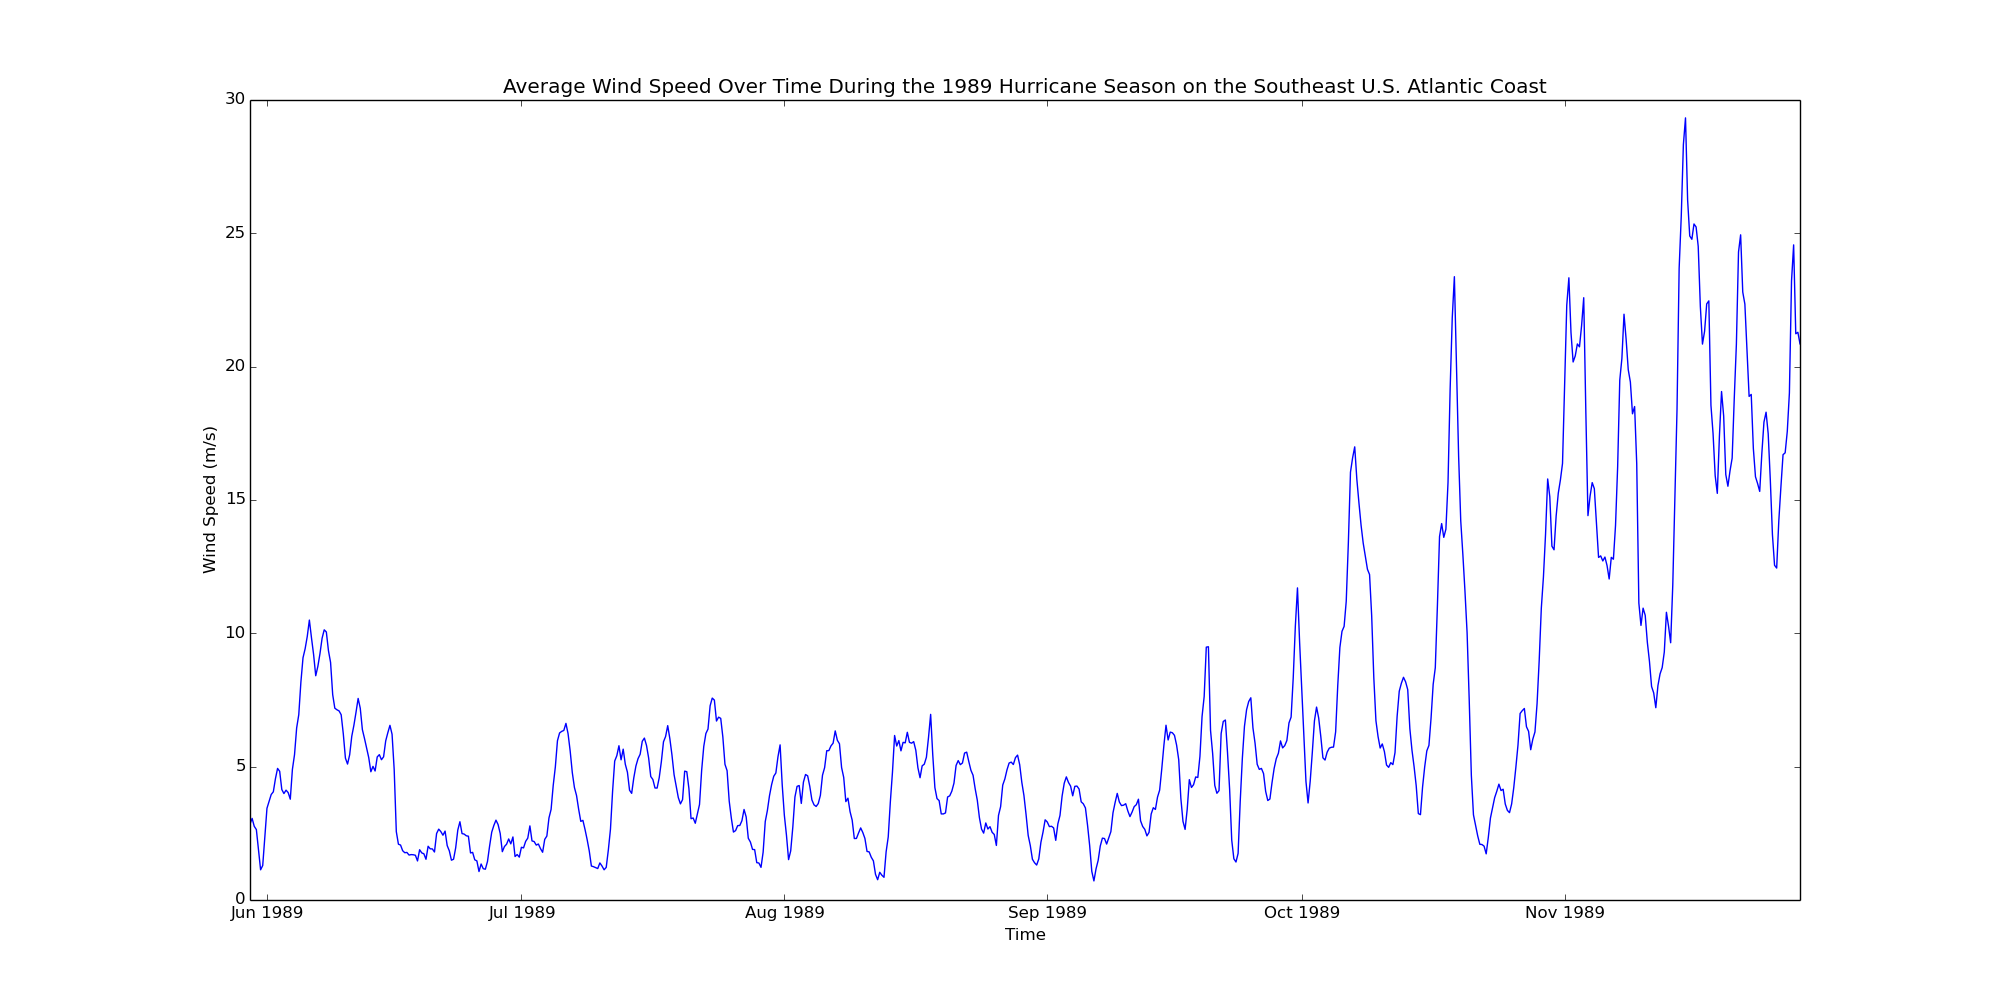 Average Wind Speed Over Time During the 1989 Hurricane Season on the Southeast U.S. Atlantic Coast
30
25
20
15
10
5
0
Wind Speed (m/s)
Jun 1989 Jul 1989 Aug 1989 Sep 1989 Oct 1989 Nov 1989
Time